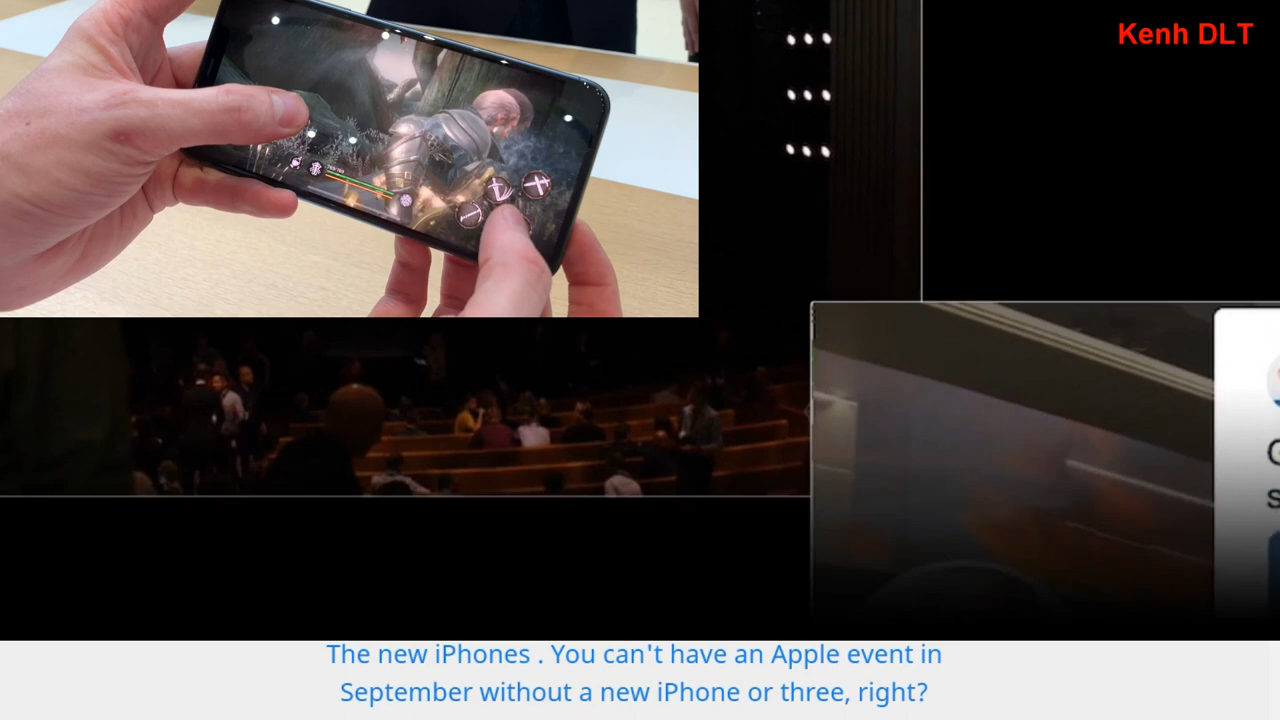 Kenh DLT
G
s
The new iPhones . You can't have an Apple event in
September without a new iPhone or three, right?